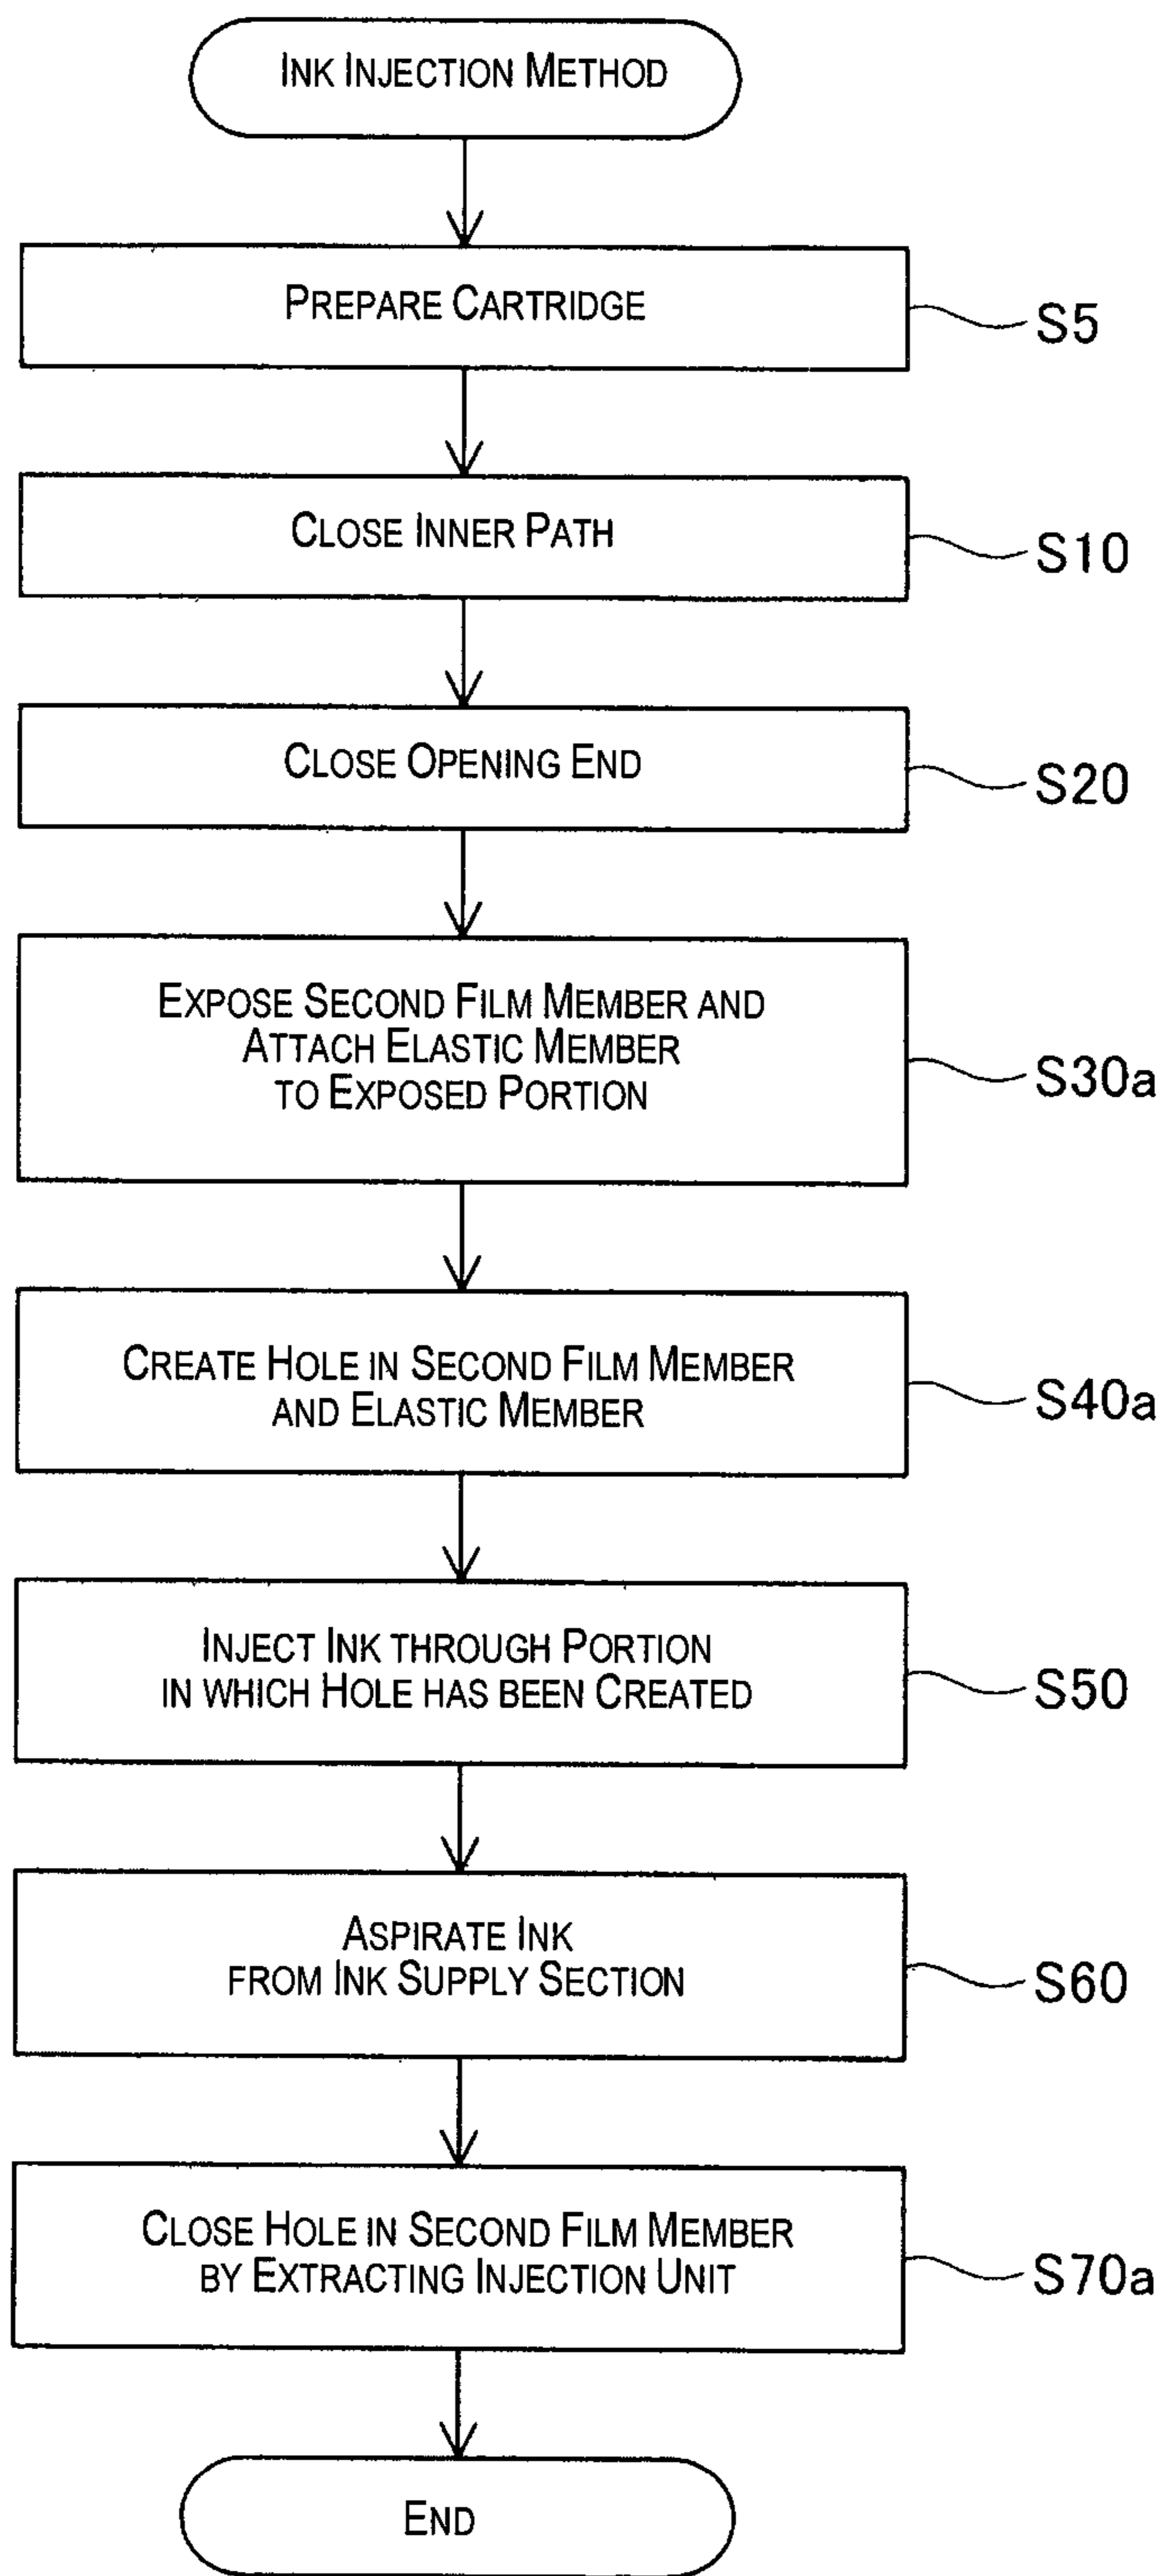 INK INJECTION METHOD
PREPARE CARTRIDGE
S5
CLOSE INNER PATH
S10
CLOSE OPENING END
S20
EXPOSE SECOND FILM MEMBER AND
ATTACH ELASTIC MEMBER
TO EXPOSED PORTION
S30a
CREATE HOLE IN SECOND FILM MEMBER
AND ELASTIC MEMBER
S40a
INJECT INK THROUGH PORTION
IN WHICH HOLE HAS BEEN CREATED
S50
ASPIRATE INK
FROM INK SUPPLY SECTION
S60
CLOSE HOLE IN SECOND FILM MEMBER
BY EXTRACTING INJECTION UNIT
S70a
END